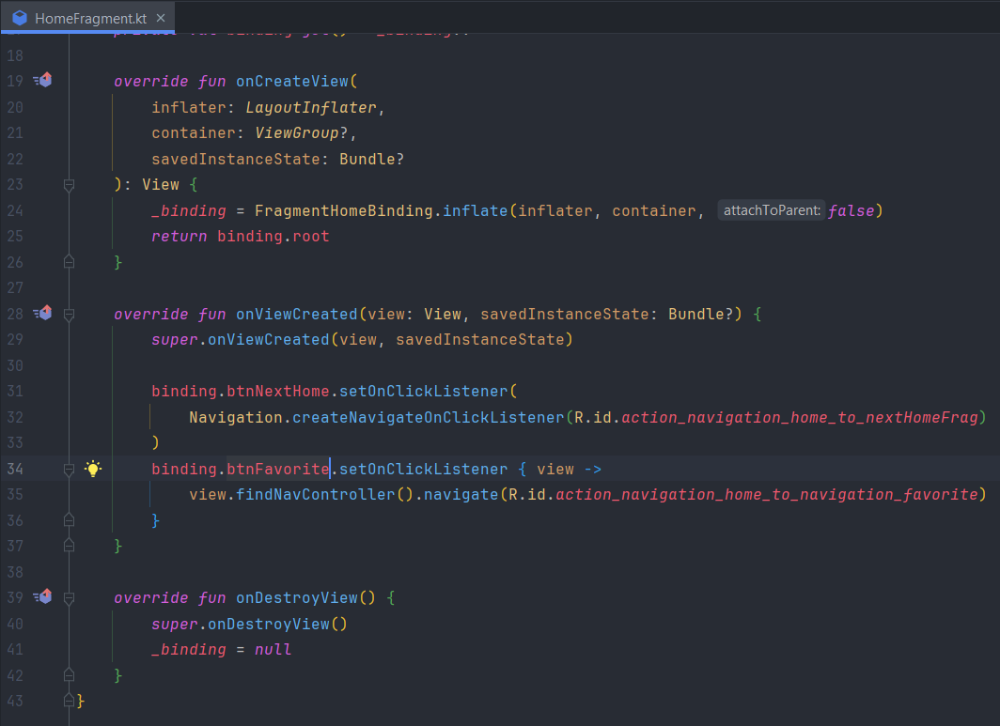 HomeFragment.kt
18
19 override fun onCreateView(
20 inflater: LayoutInflater,
21 container: ViewGroup?,
22 savedInstanceState: Bundle?
23 ): View {
24 _binding = FragmentHomeBinding.inflate(inflater, container, attachToParent: false)
25 return binding.root
26 }
27
28 override fun onViewCreated(view: View, savedInstanceState: Bundle?) {
29 super.onViewCreated(view, savedInstanceState)
30
31 binding.btnNextHome.setOnClickListener(
32 Navigation.createNavigateOnClickListener(R.id.action_navigation_home_to_nextHomeFrag)
33 )
34 binding.btnFavorite.setOnClickListener { view ->
35 view.findNavController().navigate(R.id.action_navigation_home_to_navigation_favorite)
36 }
37 }
38
39 override fun onDestroyView() {
40 super.onDestroyView()
41 _binding = null
42 }
43 }